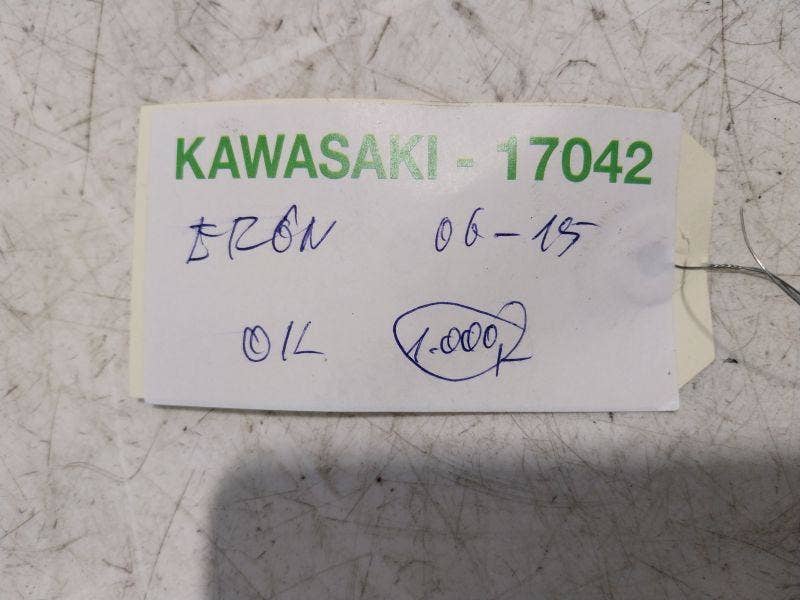 KAWASAKI - 17042
ER6N 06-15
OIL 1.000,